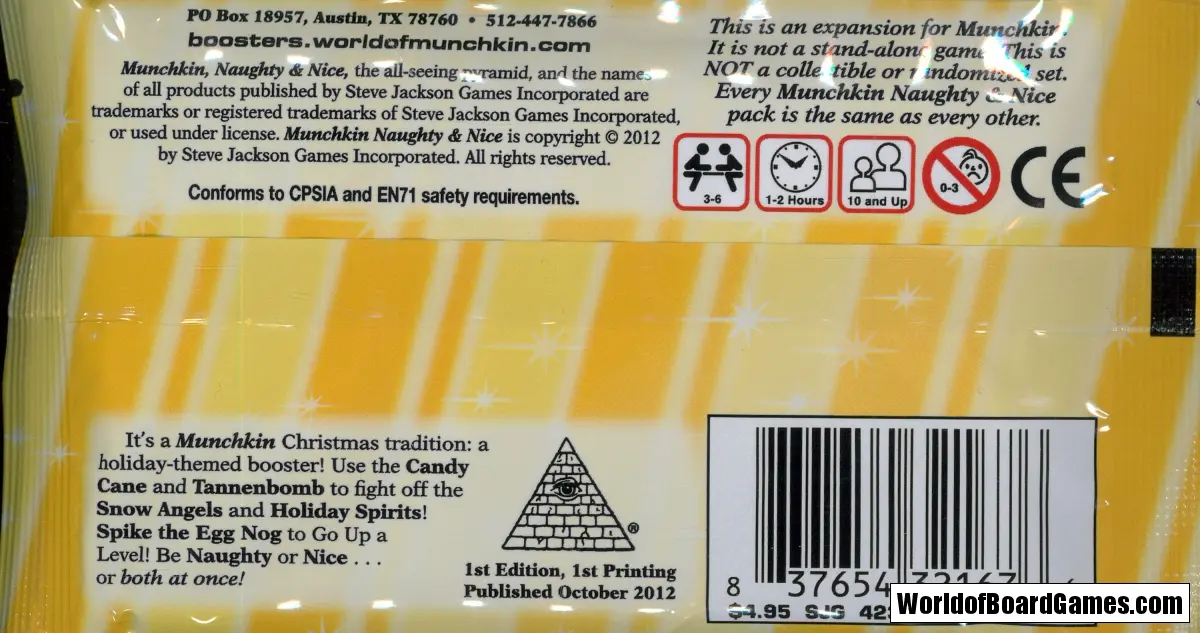 PO Box 18957, Austin, TX 78760 • 512-447-7866
boosters.worldofmunchkin.com
Munchkin, Naughty & Nice, the all-seeing pyramid, and the names
of all products published by Steve Jackson Games Incorporated are
trademarks or registered trademarks of Steve Jackson Games Incorporated,
or used under license. Munchkin Naughty & Nice is copyright © 2012
by Steve Jackson Games Incorporated. All rights reserved.
Conforms to CPSIA and EN71 safety requirements.
This is an expansion for Munchkin.
It is not a stand-alone game. This is
NOT a collectible or randomized set.
Every Munchkin Naughty & Nice
pack is the same as every other.
3-6
1-2 Hours
10 and Up
0-3
CE
It's a Munchkin Christmas tradition: a
holiday-themed booster! Use the Candy
Cane and Tannenbomb to fight off the
Snow Angels and Holiday Spirits!
Spike the Egg Nog to Go Up a
Level! Be Naughty or Nice . . .
or both at once!
®
1st Edition, 1st Printing
Published October 2012
8 37654
$4.95 SJG
WorldofBoardGames.com